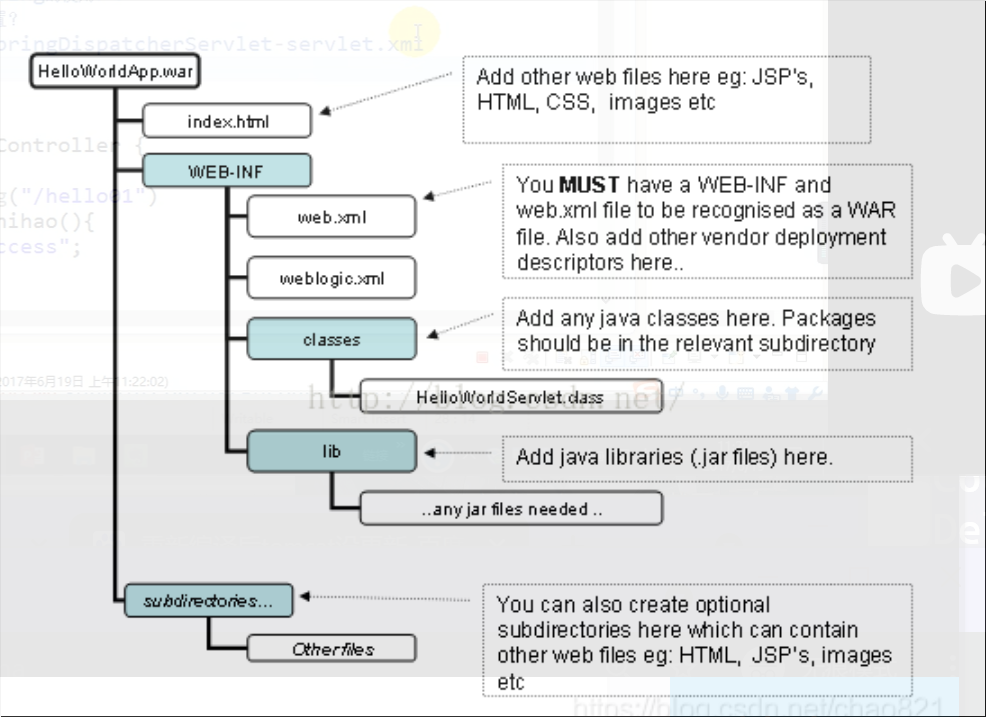 置?
oringDispatcherServlet-servlet.xml
HelloWorldApp.war
Add other web files here eg: JSP's,
HTML, CSS, images etc
index.html
Controller {
WEB-INF
You MUST have a WEB-INF and
web.xml file to be recognised as a WAR
file. Also add other vendor deployment
descriptors here..
g("/hello01")
nihao(){
ccess";
web.xml
weblogic.xml
Add any java classes here. Packages
should be in the relevant subdirectory
classes
2017年6月19日 上午11:22:02)
HelloWorldServlet.class
http://blog.csdn.net/
lib
Add java libraries (.jar files) here.
..any jar files needed ..
subdirectories...
You can also create optional
subdirectories here which can contain
other web files eg: HTML, JSP's, images
etc
Other files
https://blog.csdn.net/chao821